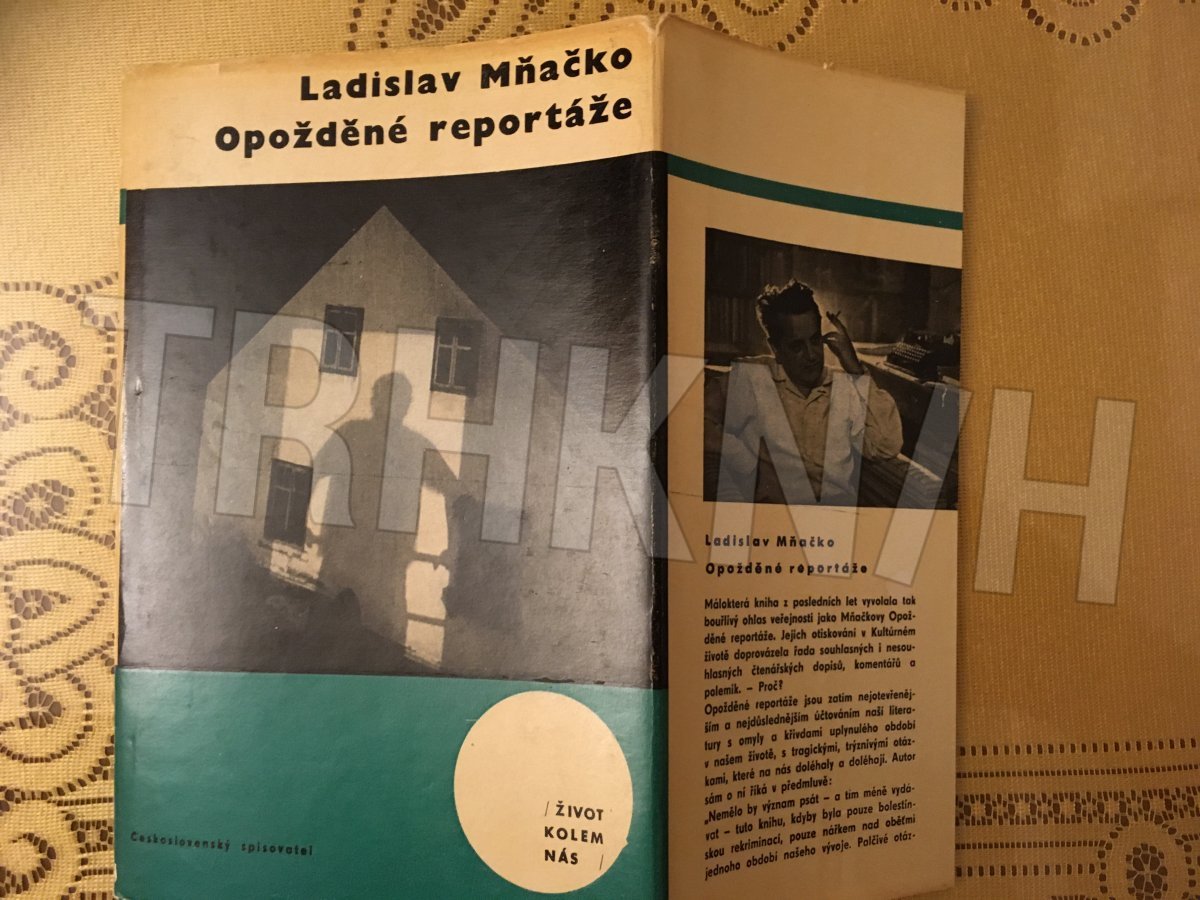 Ladislav Mňačko
Opožděné reportáže
/ ŽIVOT
KOLEM
NÁS /
Československý spisovatel
Ladislav Mňačko
Opožděné reportáže
Málokterá kniha z posledních let vyvolala tak
bouřlivý ohlas veřejnosti jako Mňačkovy Opož-
děné reportáže. Jejich otiskování v Kultúrném
životě doprovázela řada souhlasných i nesou-
hlasných čtenářských dopisů, komentářů a
polemik. – Proč?
Opožděné reportáže jsou zatím nejotevřeněj-
ším a nejdůslednějším účtováním naší litera-
tury s omyly a křivdami uplynulého období
v našem životě, s tragickými, trýznivými otáz-
kami, které na nás doléhaly a doléhají. Autor
sám o ní říká v předmluvě:
„Nemělo by význam psát – a tím méně vydá-
vat – tuto knihu, kdyby byla pouze bolestín-
skou rekriminací, pouze nářkem nad oběťmi
jednoho období našeho vývoje. Palčivé otáz-
TRHKNIH